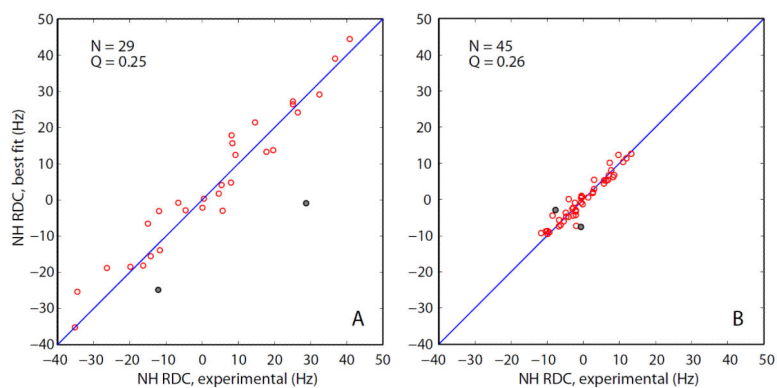 50
40
30
20
10
0
−10
−20
−30
−40
NH RDC, best fit (Hz)
N = 29
Q = 0.25
A
−40 −30 −20 −10 0 10 20 30 40 50
NH RDC, experimental (Hz)
50
40
30
20
10
0
−10
−20
−30
−40
N = 45
Q = 0.26
B
−40 −30 −20 −10 0 10 20 30 40 50
NH RDC, experimental (Hz)